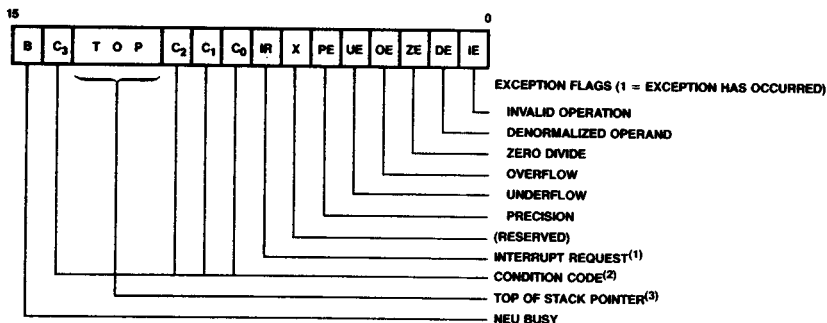 15 0
B C₃ T O P C₂ C₁ C₀ IR X PE UE OE ZE DE IE
EXCEPTION FLAGS (1 = EXCEPTION HAS OCCURRED)
INVALID OPERATION
DENORMALIZED OPERAND
ZERO DIVIDE
OVERFLOW
UNDERFLOW
PRECISION
(RESERVED)
INTERRUPT REQUEST(1)
CONDITION CODE(2)
TOP OF STACK POINTER(3)
NEU BUSY